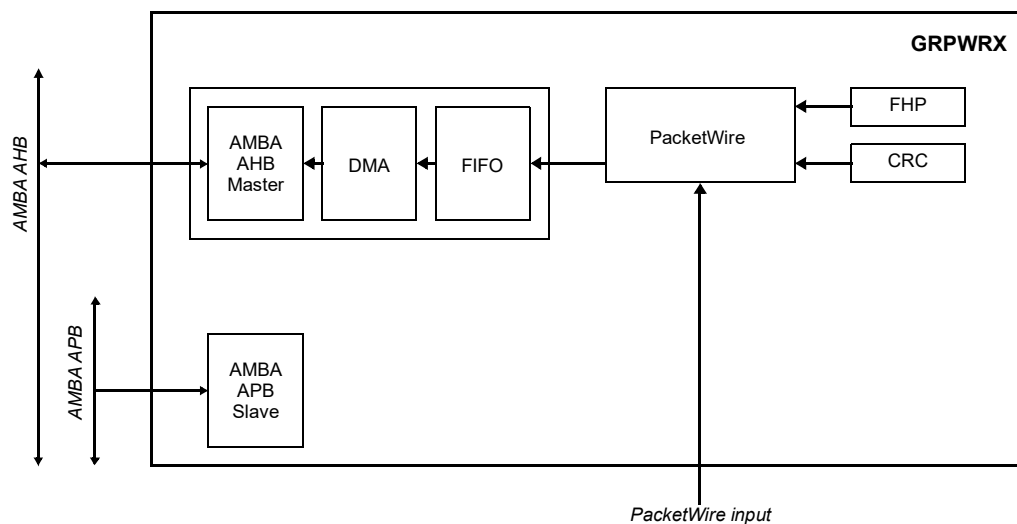 GRPWRX
FHP
AMBA
AHB
Master
DMA
FIFO
PacketWire
CRC
AMBA AHB
AMBA APB
AMBA
APB
Slave
PacketWire input